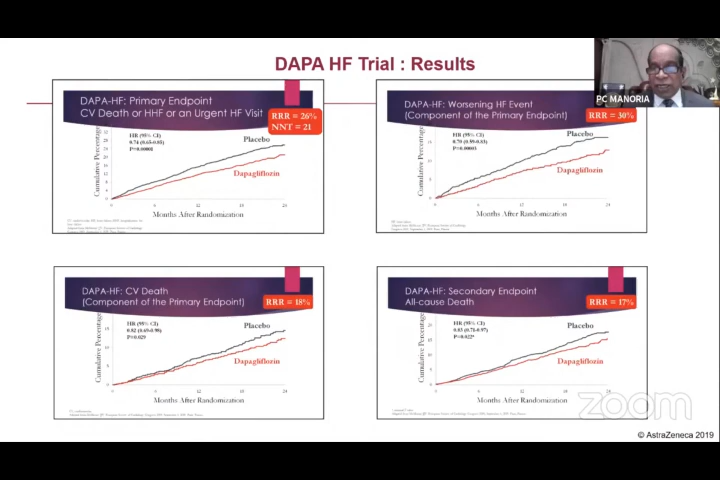 DAPA HF Trial : Results
PC MANORIA
DAPA-HF: Primary Endpoint
CV Death or HHF or an Urgent HF Visit
RRR = 26%
NNT = 21
HR (95% CI)
0.74 (0.65-0.85)
P=0.00001
Placebo
Dapagliflozin
Cumulative Percentage
Months After Randomization
DAPA-HF: Worsening HF Event
(Component of the Primary Endpoint)
RRR = 30%
HR (95% CI)
0.70 (0.59-0.83)
Placebo
Dapagliflozin
Cumulative Percentage
Months After Randomization
DAPA-HF: CV Death
(Component of the Primary Endpoint)
RRR = 18%
HR (95% CI)
0.82 (0.69-0.98)
P=0.029
Placebo
Dapagliflozin
Cumulative Percentage
Months After Randomization
DAPA-HF: Secondary Endpoint
All-cause Death
RRR = 17%
HR (95% CI)
0.83 (0.71-0.97)
P=0.022*
Placebo
Dapagliflozin
Cumulative Percentage
Months After Randomization
zoom
© AstraZeneca 2019